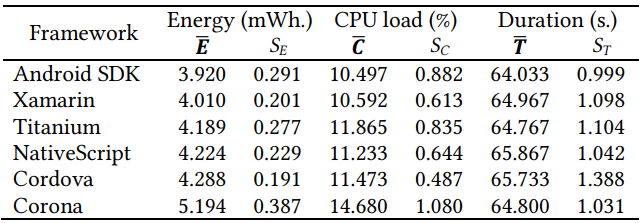 Framework Energy (mWh.) CPU load (%) Duration (s.)
E̅ S_E C̅ S_C T̅ S_T
Android SDK 3.920 0.291 10.497 0.882 64.033 0.999
Xamarin 4.010 0.201 10.592 0.613 64.967 1.098
Titanium 4.189 0.277 11.865 0.835 64.767 1.104
NativeScript 4.224 0.229 11.233 0.644 65.867 1.042
Cordova 4.288 0.191 11.473 0.487 65.733 1.388
Corona 5.194 0.387 14.680 1.080 64.800 1.031